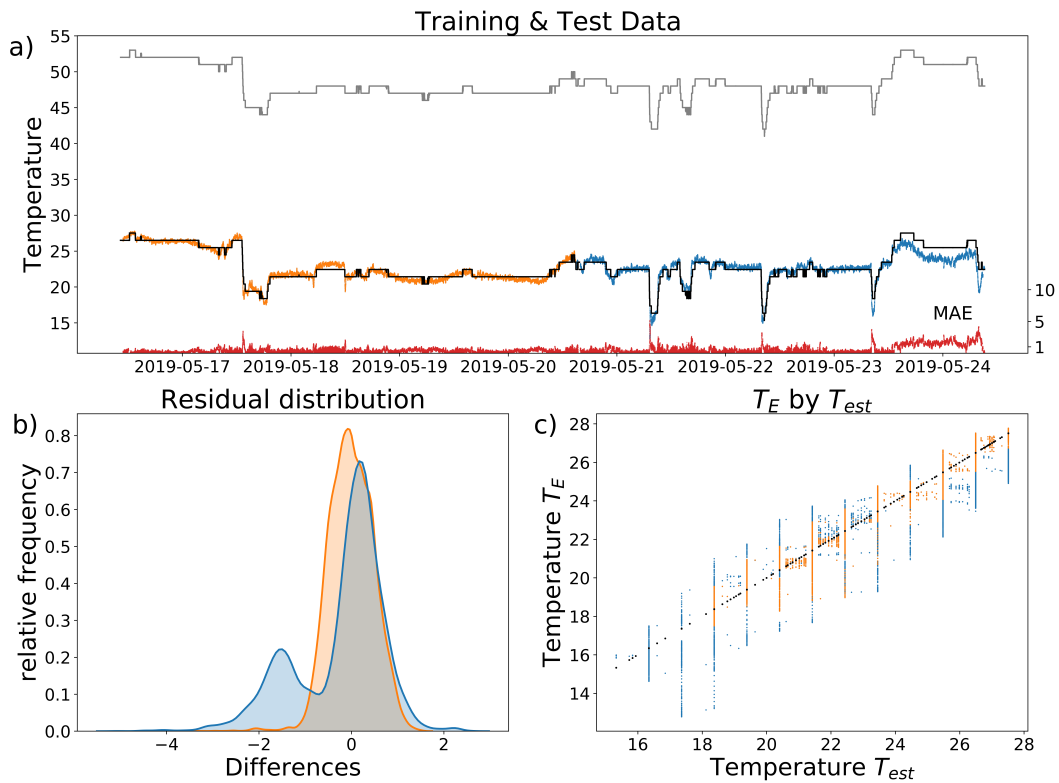 Training & Test Data
a)
Temperature
55
50
45
40
35
30
25
20
15
10
5
1
MAE
2019-05-17 2019-05-18 2019-05-19 2019-05-20 2019-05-21 2019-05-22 2019-05-23 2019-05-24
Residual distribution
b)
relative frequency
0.8
0.7
0.6
0.5
0.4
0.3
0.2
0.1
0.0
−4 −2 0 2
Differences
T_E by T_est
c)
Temperature T_E
28
26
24
22
20
18
16
14
16 18 20 22 24 26 28
Temperature T_est